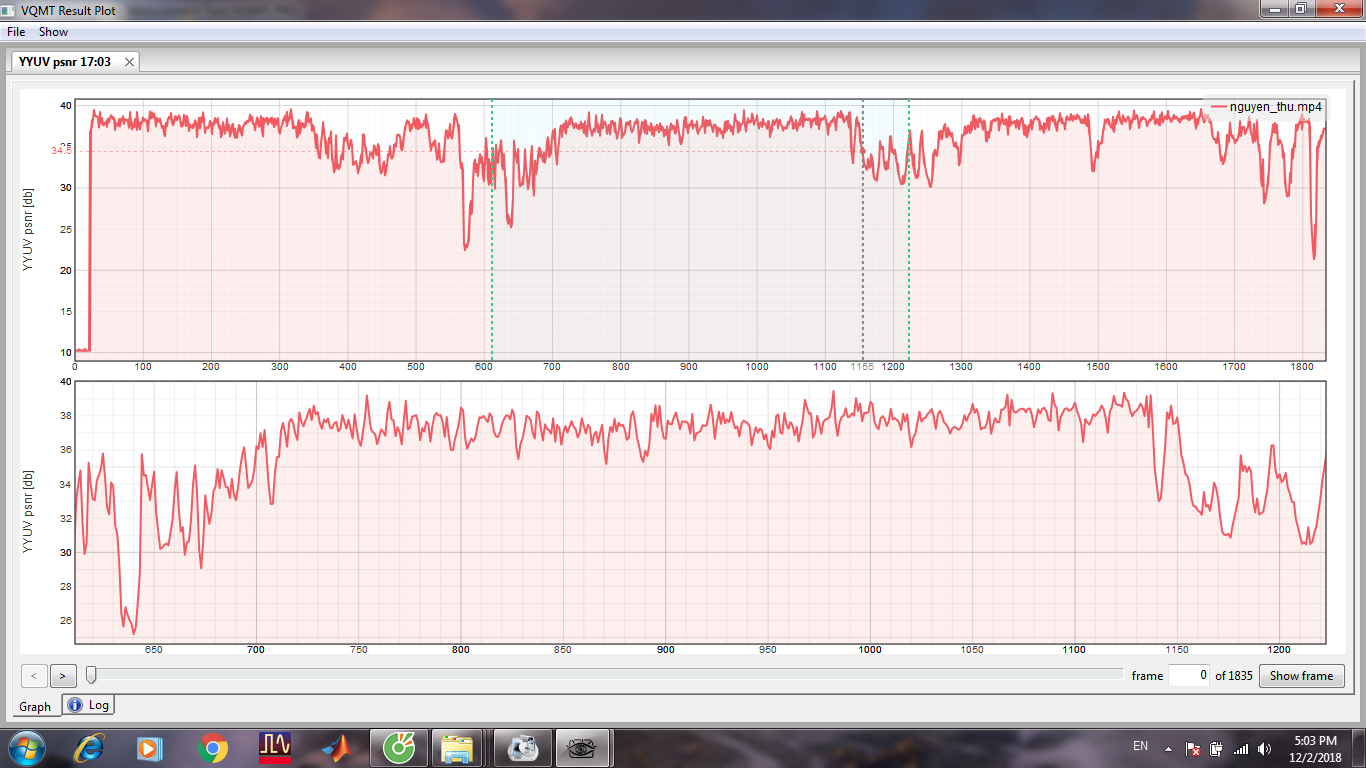 VQMT Result Plot
File Show
YYUV psnr 17:03
nguyen_thu.mp4
YYUV psnr [db]
40
35
34.5
30
25
20
15
10
0 100 200 300 400 500 600 700 800 900 1000 1100 1155 1200 1300 1400 1500 1600 1700 1800
YYUV psnr [db]
40
38
36
34
32
30
28
26
650 700 750 800 850 900 950 1000 1050 1100 1150 1200
< > frame 0 of 1835 Show frame
Graph Log
EN
5:03 PM
12/2/2018